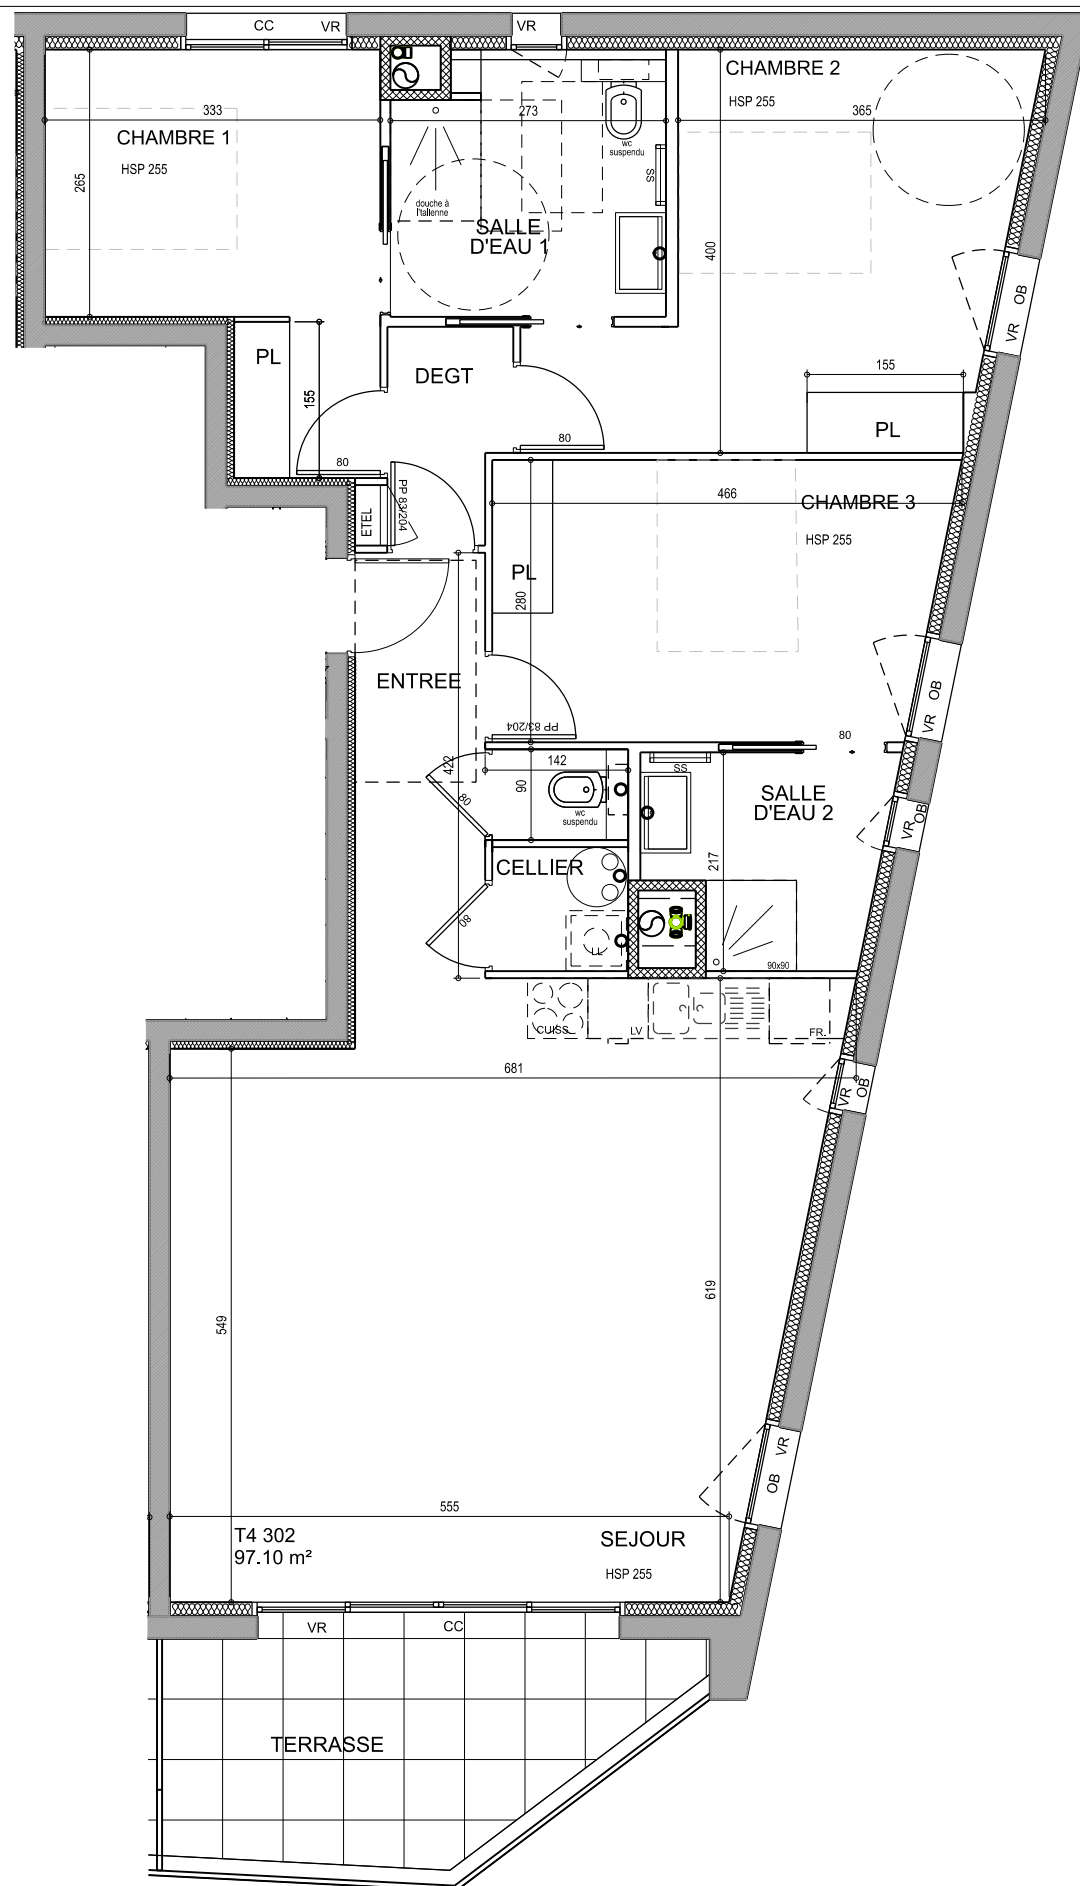 CC
VR
VR
CHAMBRE 2
HSP 255
333
273
365
CHAMBRE 1
HSP 255
wc
suspendu
SS
265
douche à
l'italienne
SALLE
D'EAU 1
400
OB
VR
PL
DEGT
155
155
PL
80
80
PP 83/204
ETEL
466
CHAMBRE 3
HSP 255
PL
280
ENTREE
OB
VR
PP 83/204
80
422
142
90
80
wc
suspendu
SS
SALLE
D'EAU 2
OB
VR
CELLIER
217
80
LL
90x90
CUISS.
LV
FR.
681
OB
VR
549
619
VR
OB
555
T4 302
97.10 m²
SEJOUR
HSP 255
VR
CC
TERRASSE